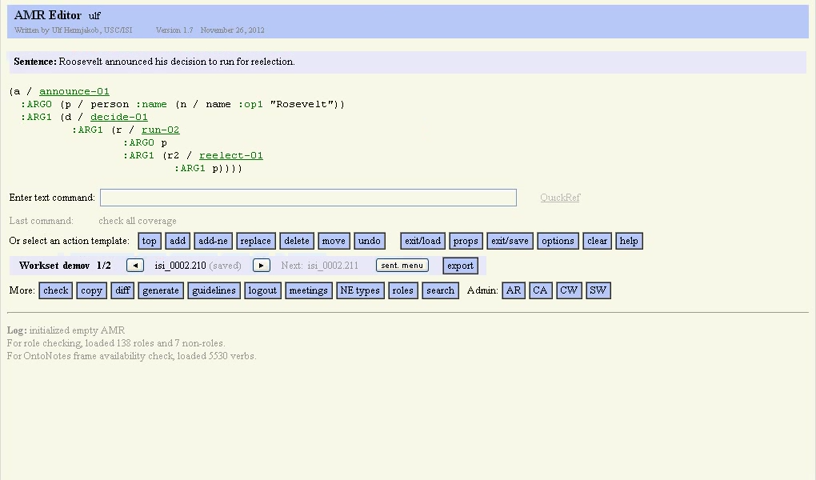 AMR Editor ulf
Written by Ulf Hermjakob, USC/ISI Version 1.7 November 26, 2012
Sentence: Roosevelt announced his decision to run for reelection.
(a / announce-01
:ARG0 (p / person :name (n / name :op1 "Rosevelt"))
:ARG1 (d / decide-01
:ARG1 (r / run-02
:ARG0 p
:ARG1 (r2 / reelect-01
:ARG1 p))))
Enter text command: QuickRef
Last command: check all coverage
Or select an action template: top add add-ne replace delete move undo exit/load props exit/save options clear help
Workset demov 1/2 ◄ isi_0002.210 (saved) ► Next: isi_0002.211 sent. menu export
More: check copy diff generate guidelines logout meetings NE types roles search Admin: AR CA CW SW
Log: initialized empty AMR
For role checking, loaded 138 roles and 7 non-roles.
For OntoNotes frame availability check, loaded 5530 verbs.